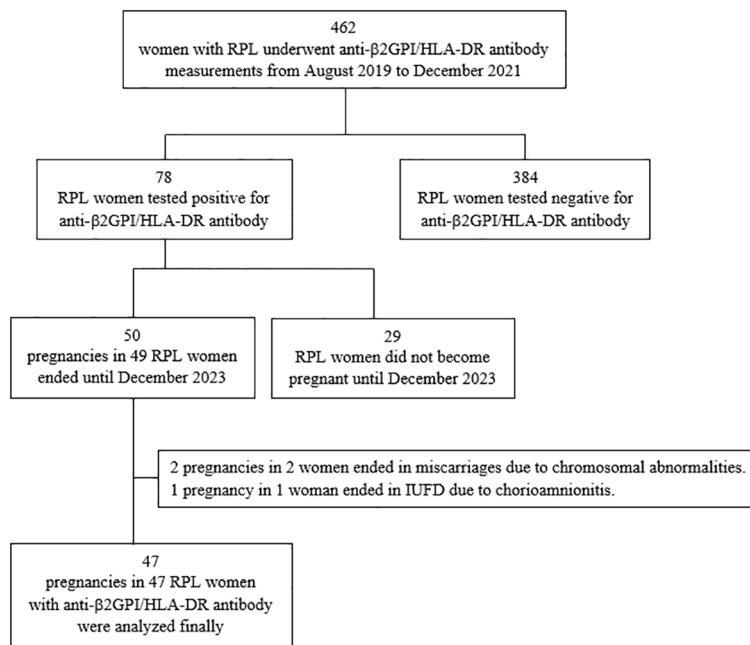 462
women with RPL underwent anti-β2GPI/HLA-DR antibody
measurements from August 2019 to December 2021
78
RPL women tested positive for
anti-β2GPI/HLA-DR antibody
384
RPL women tested negative for
anti-β2GPI/HLA-DR antibody
50
pregnancies in 49 RPL women
ended until December 2023
29
RPL women did not become
pregnant until December 2023
2 pregnancies in 2 women ended in miscarriages due to chromosomal abnormalities.
1 pregnancy in 1 woman ended in IUFD due to chorioamnionitis.
47
pregnancies in 47 RPL women
with anti-β2GPI/HLA-DR antibody
were analyzed finally